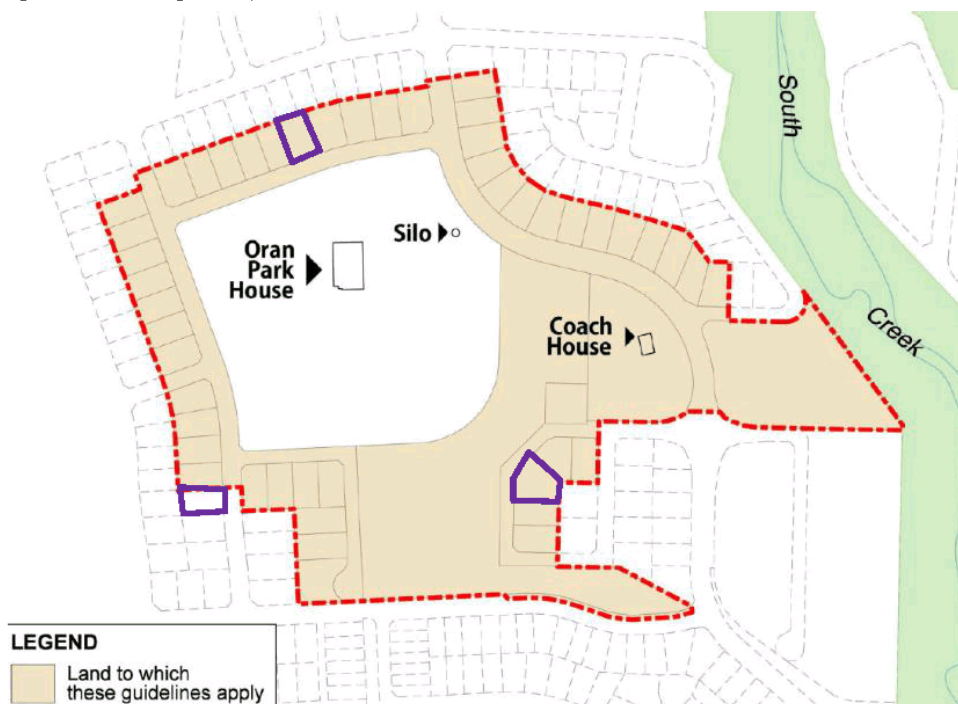 South
Creek
Silo
Oran
Park
House
Coach
House
LEGEND
Land to which
these guidelines apply